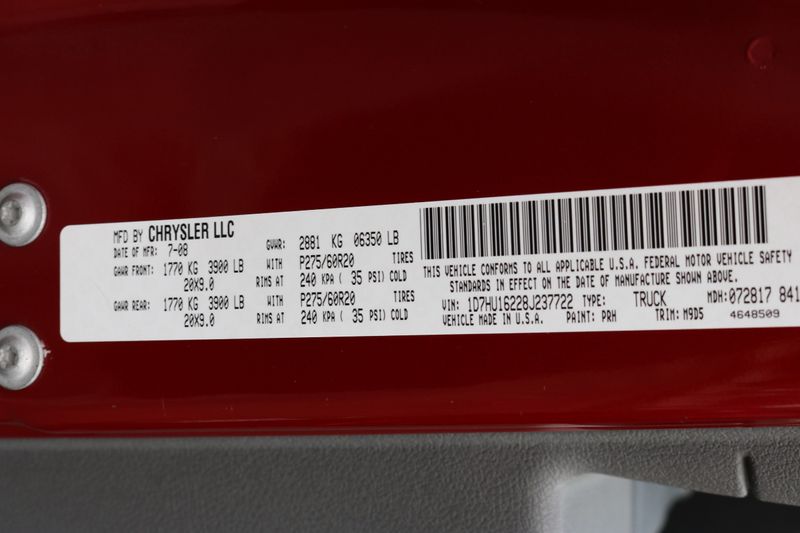 MFD BY CHRYSLER LLC
DATE OF MFR: 7-08
GVWR: 2881 KG 06350 LB
GAWR FRONT: 1770 KG 3900 LB WITH P275/60R20 TIRES
20X9.0 RIMS AT 240 KPA ( 35 PSI) COLD
GAWR REAR: 1770 KG 3900 LB WITH P275/60R20 TIRES
20X9.0 RIMS AT 240 KPA ( 35 PSI) COLD
THIS VEHICLE CONFORMS TO ALL APPLICABLE U.S.A. FEDERAL MOTOR VEHICLE SAFETY
STANDARDS IN EFFECT ON THE DATE OF MANUFACTURE SHOWN ABOVE.
VIN: 1D7HU16228J237722 TYPE: TRUCK MDH:072817 841
VEHICLE MADE IN U.S.A. PAINT: PRH TRIM: M9D5 4648509